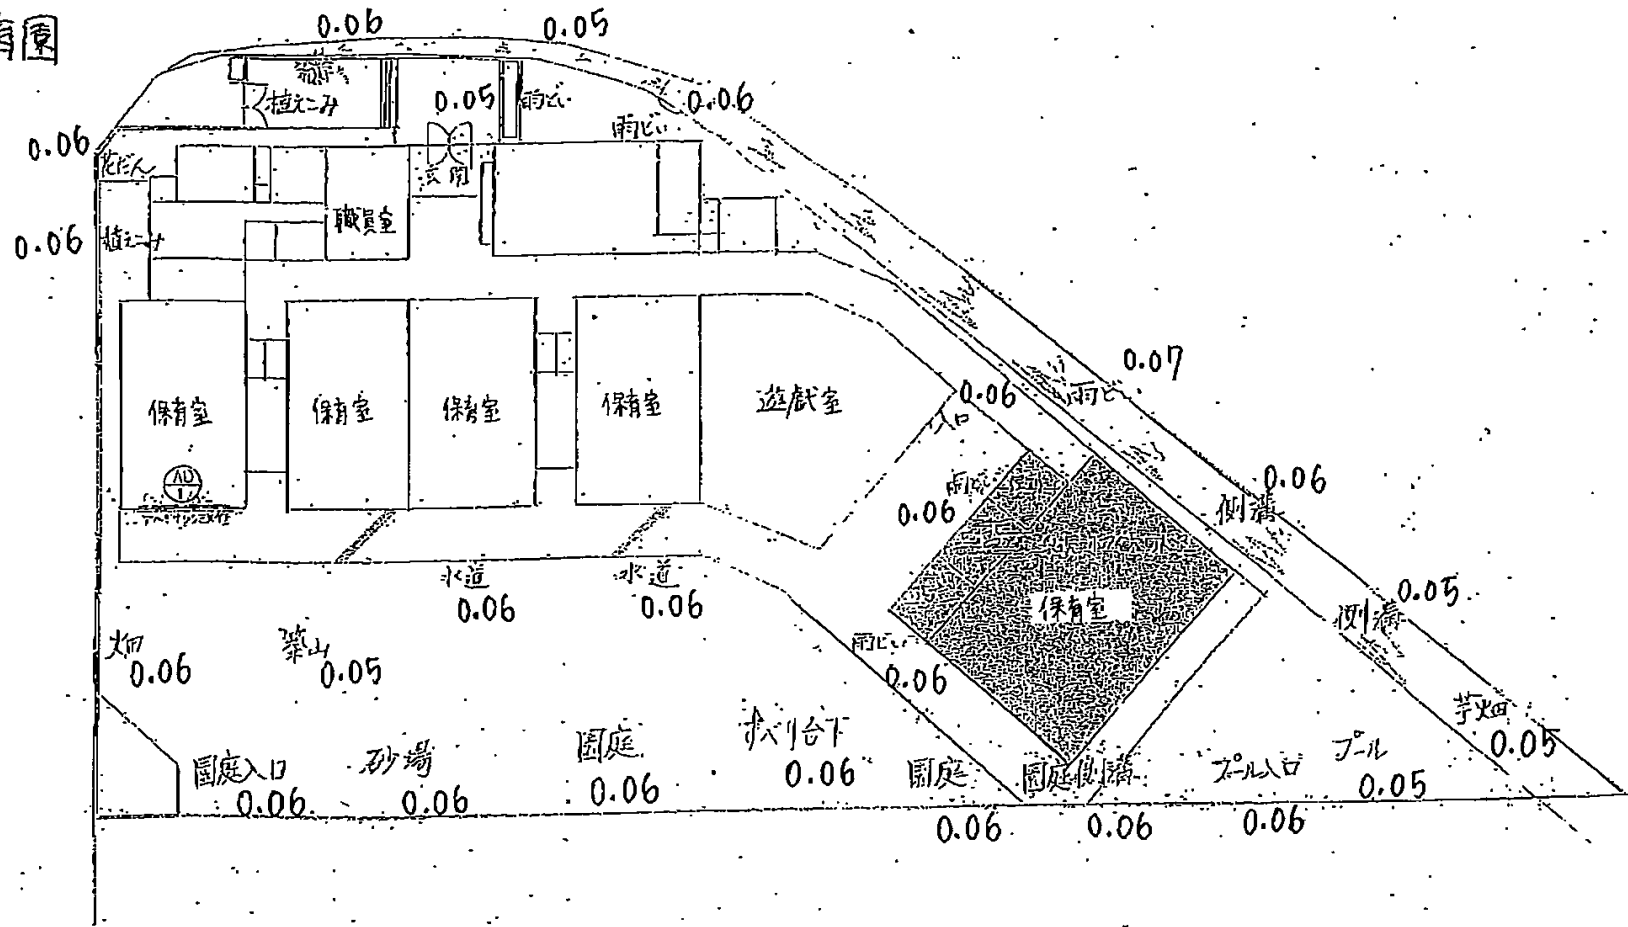 育園
0.06
0.05
植えこみ
0.05
雨どい
0.06
雨どい
0.06
花だん
玄関
0.06
植えこみ
職員室
保育室
保育室
保育室
保育室
遊戯室
入口
0.06
雨どい
0.07
AD
1
0.06
0.06
側溝
0.05
側溝
水道
0.06
水道
0.06
保育室
雨どい
0.06
畑
0.06
築山
0.05
芋畑
0.05
園庭入口
0.06
砂場
0.06
園庭
0.06
すべり台下
0.06
園庭
0.06
園庭側溝
0.06
プール入口
0.06
プール
0.05